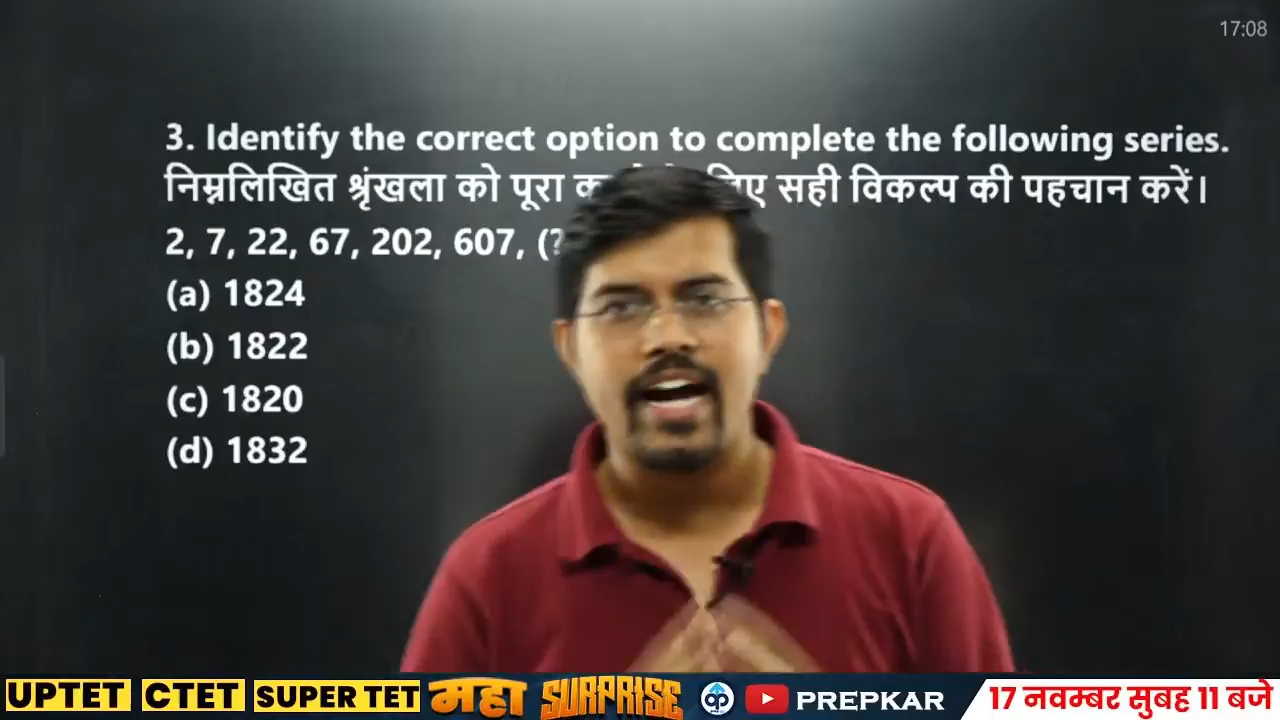 17:08
3. Identify the correct option to complete the following series.
निम्नलिखित श्रृंखला को पूरा सही विकल्प की पहचान करें।
2, 7, 22, 67, 202, 607, (?
(a) 1824
(b) 1822
(c) 1820
(d) 1832
UPTET CTET SUPER TET महा SURPRISE क PREPKAR 17 नवम्बर सुबह 11 बजे